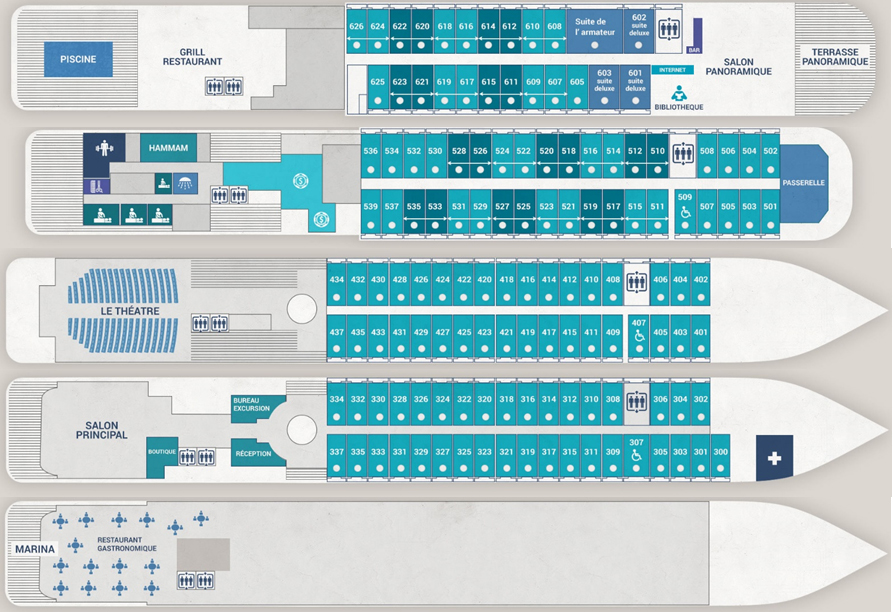 626 624 622 620 618 616 614 612 610 608
Suite de
l' armateur
602
suite
deluxe
BAR
PISCINE
GRILL
RESTAURANT
SALON
PANORAMIQUE
TERRASSE
PANORAMIQUE
INTERNET
BIBLIOTHEQUE
625 623 621 619 617 615 611 609 607 605
603
suite
deluxe
601
suite
deluxe
HAMMAM
536 534 532 530 528 526 524 522 520 518 516 514 512 510 508 506 504 502
PASSERELLE
539 537 535 533 531 529 527 525 523 521 519 517 515 511 509 507 505 503 501
434 432 430 428 426 424 422 420 418 416 414 412 410 408 406 404 402
LE THÉATRE
437 435 433 431 429 427 425 423 421 419 417 415 411 409 407 405 403 401
334 332 330 328 326 324 322 320 318 316 314 312 310 308 306 304 302
BUREAU
EXCURSION
SALON
PRINCIPAL
BOUTIQUE
RÉCEPTION
337 335 333 331 329 327 325 323 321 319 317 315 311 309 307 305 303 301 300
MARINA
RESTAURANT
GASTRONOMIQUE